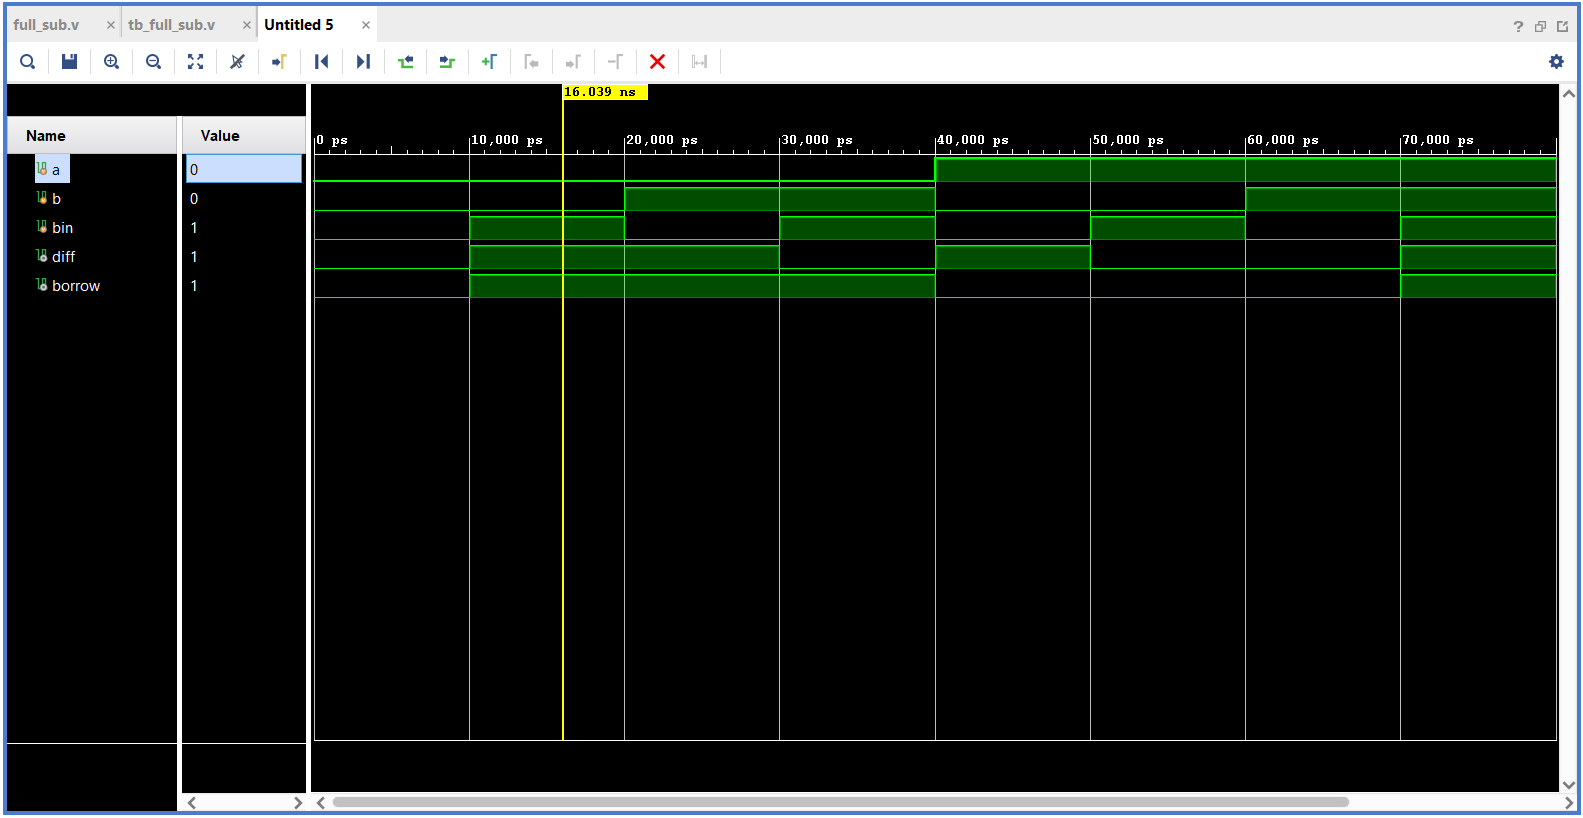 full_sub.v × tb_full_sub.v × Untitled 5 ×
?
16.039 ns
Name Value
0 ps 10,000 ps 20,000 ps 30,000 ps 40,000 ps 50,000 ps 60,000 ps 70,000 ps
a 0
b 0
bin 1
diff 1
borrow 1